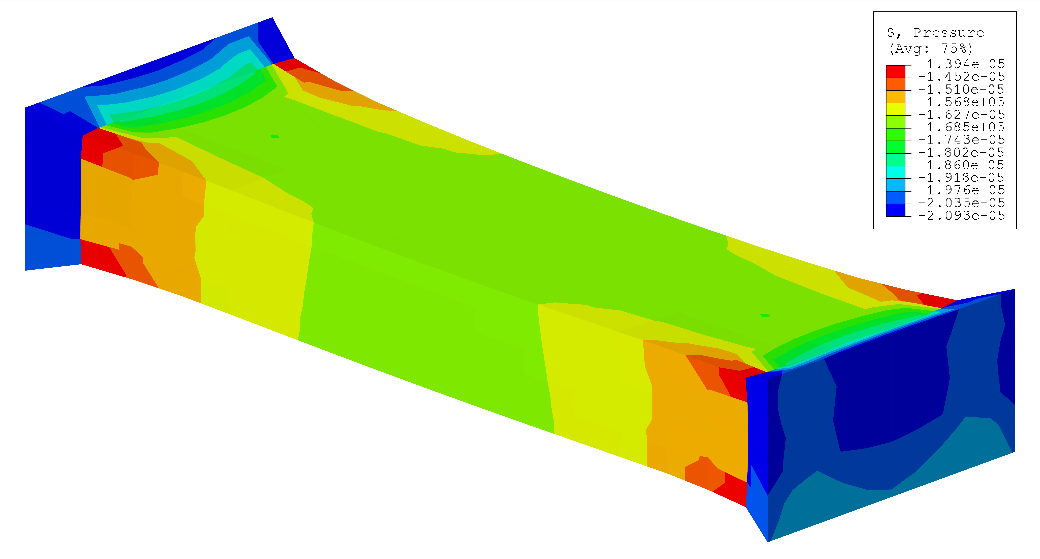 S, Pressure
(Avg: 75%)
1.394e-05
-1.452e-05
-1.510e-05
1.568e+05
-1.627e-05
1.685e+05
-1.743e-05
-1.802e-05
1.860e-05
-1.918e-05
1.976e-05
-2.035e-05
-2.093e-05